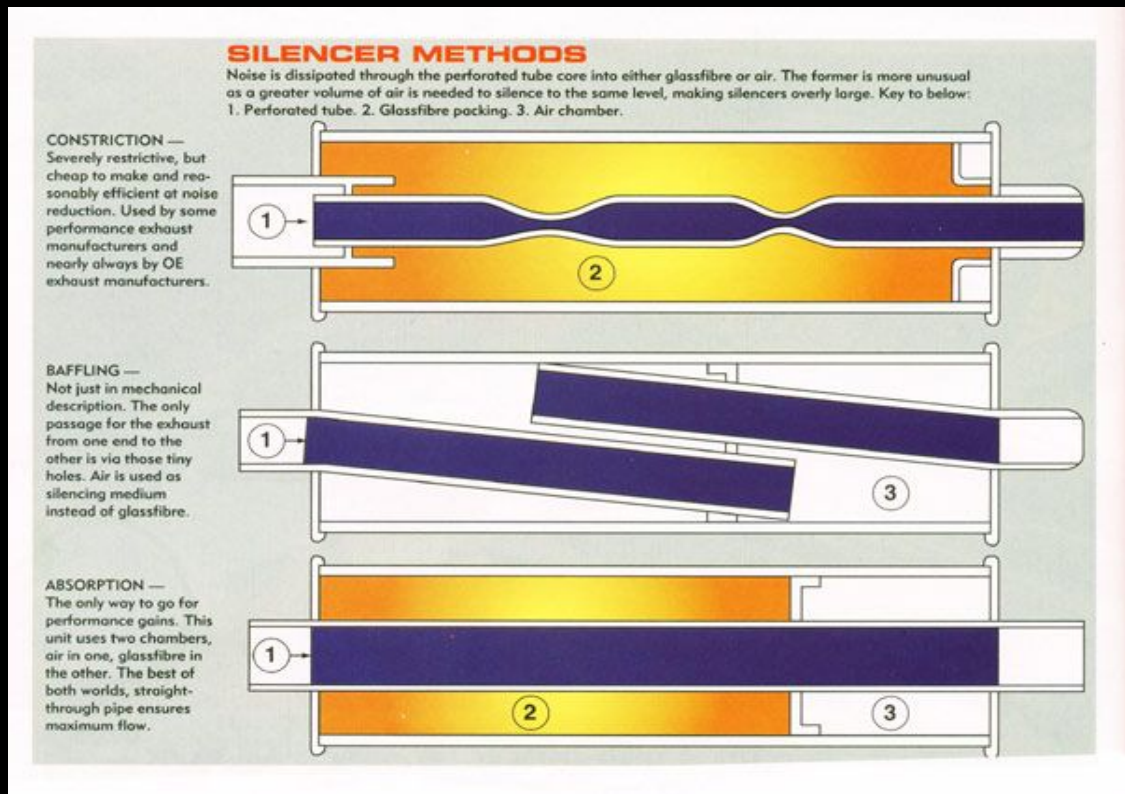 SILENCER METHODS
Noise is dissipated through the perforated tube core into either glassfibre or air. The former is more unusual
as a greater volume of air is needed to silence to the same level, making silencers overly large. Key to below:
1. Perforated tube. 2. Glassfibre packing. 3. Air chamber.
CONSTRICTION —
Severely restrictive, but
cheap to make and rea-
sonably efficient at noise
reduction. Used by some
performance exhaust
manufacturers and
nearly always by OE
exhaust manufacturers.
1
2
BAFFLING —
Not just in mechanical
description. The only
passage for the exhaust
from one end to the
other is via those tiny
holes. Air is used as
silencing medium
instead of glassfibre.
1
3
ABSORPTION —
The only way to go for
performance gains. This
unit uses two chambers,
air in one, glassfibre in
the other. The best of
both worlds, straight-
through pipe ensures
maximum flow.
1
2
3